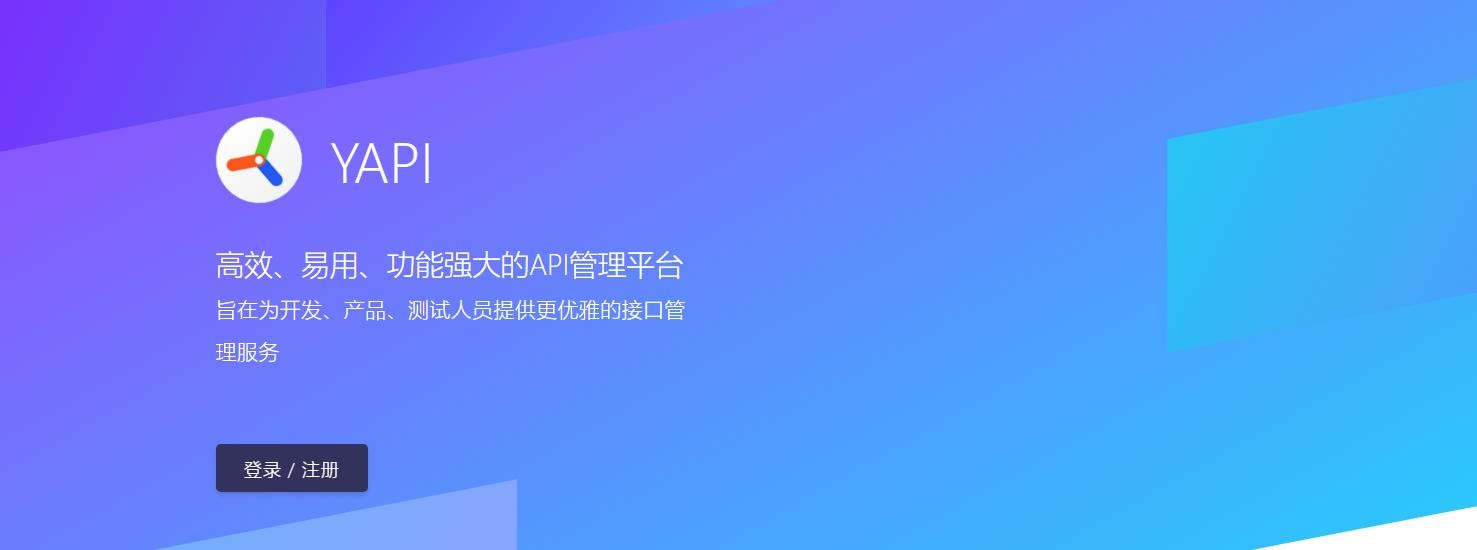 YAPI
高效、易用、功能强大的API管理平台
旨在为开发、产品、测试人员提供更优雅的接口管
理服务
登录 / 注册